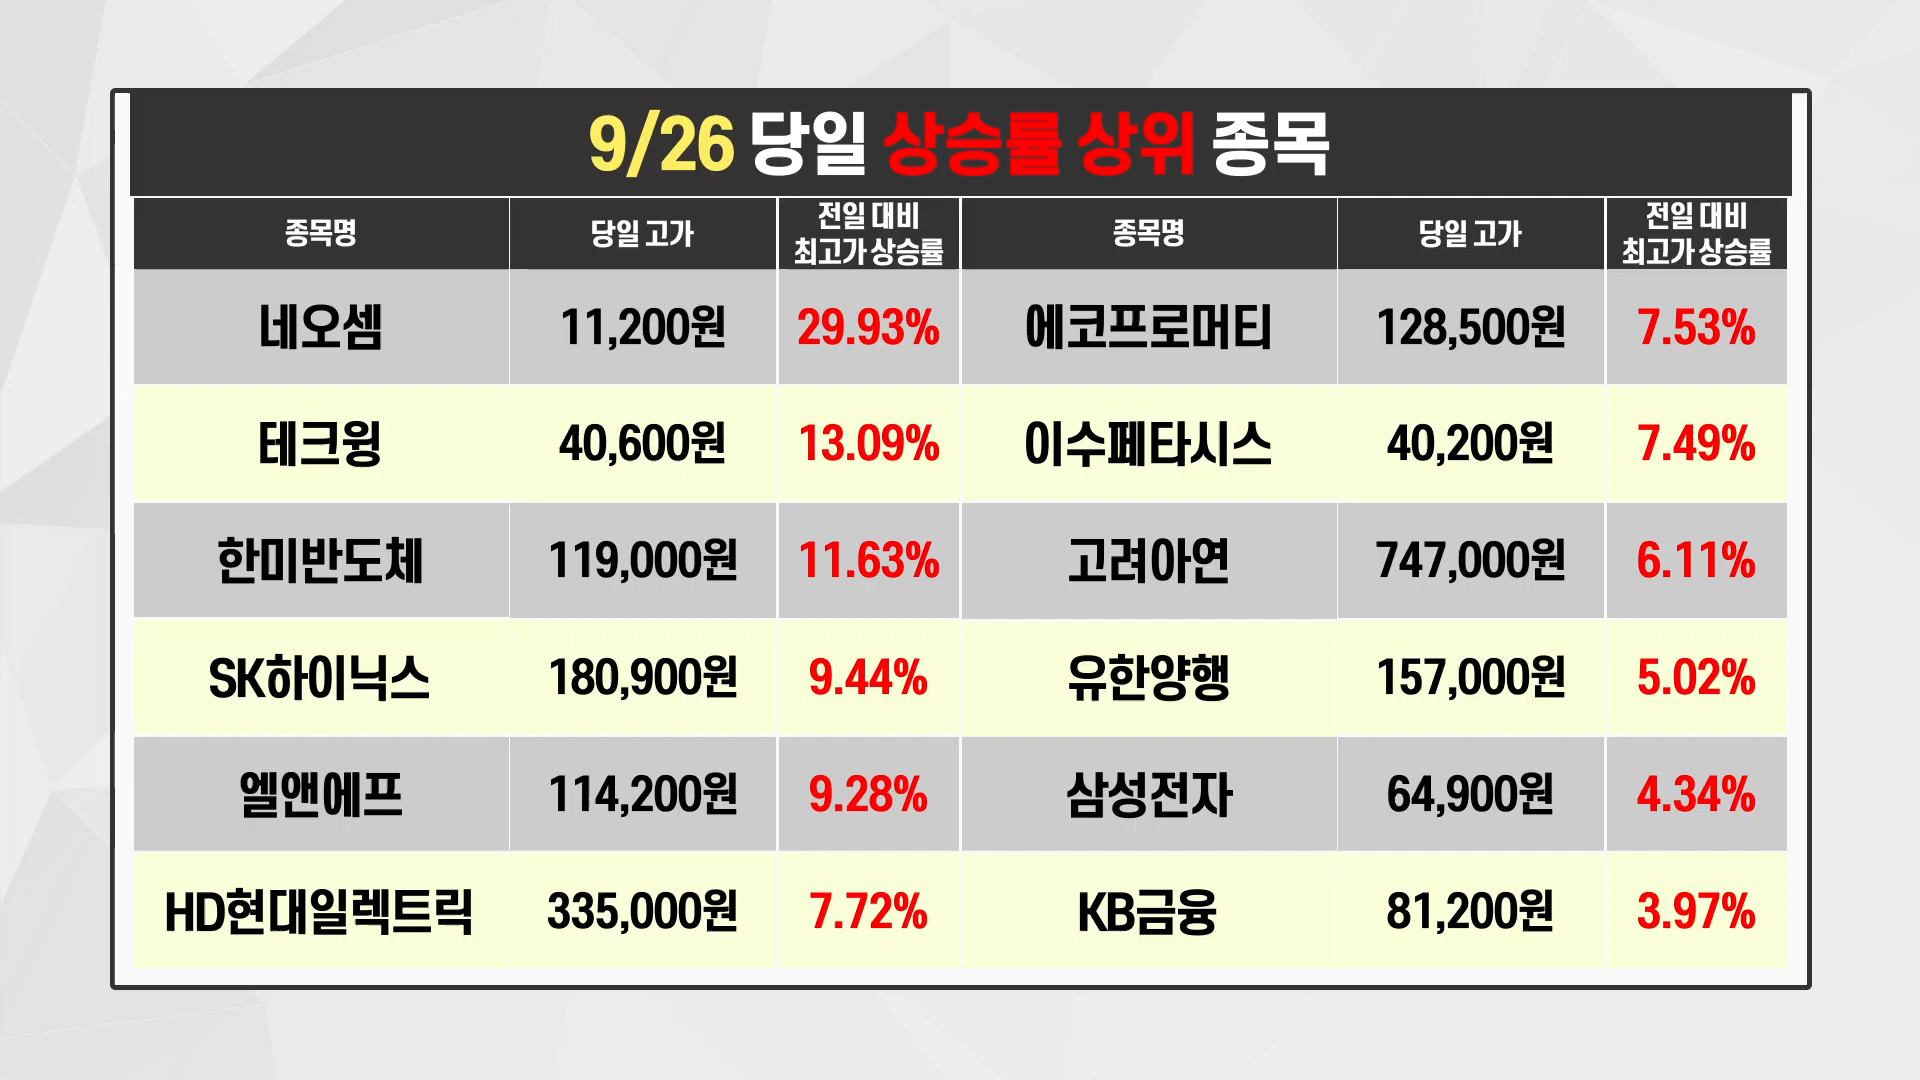 9/26 당일 상승률 상위 종목
종목명 당일 고가 전일 대비 최고가 상승률 종목명 당일 고가 전일 대비 최고가 상승률
네오셈 11,200원 29.93% 에코프로머티 128,500원 7.53%
테크윙 40,600원 13.09% 이수페타시스 40,200원 7.49%
한미반도체 119,000원 11.63% 고려아연 747,000원 6.11%
SK하이닉스 180,900원 9.44% 유한양행 157,000원 5.02%
엘앤에프 114,200원 9.28% 삼성전자 64,900원 4.34%
HD현대일렉트릭 335,000원 7.72% KB금융 81,200원 3.97%